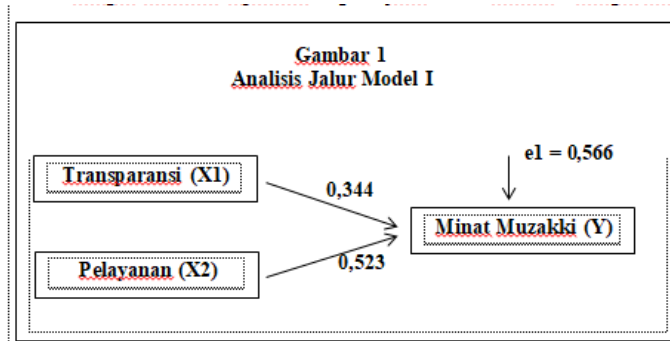 Gambar 1
Analisis Jalur Model I
e1 = 0,566
Transparansi (X1)
0,344
Minat Muzakki (Y)
Pelayanan (X2)
0,523